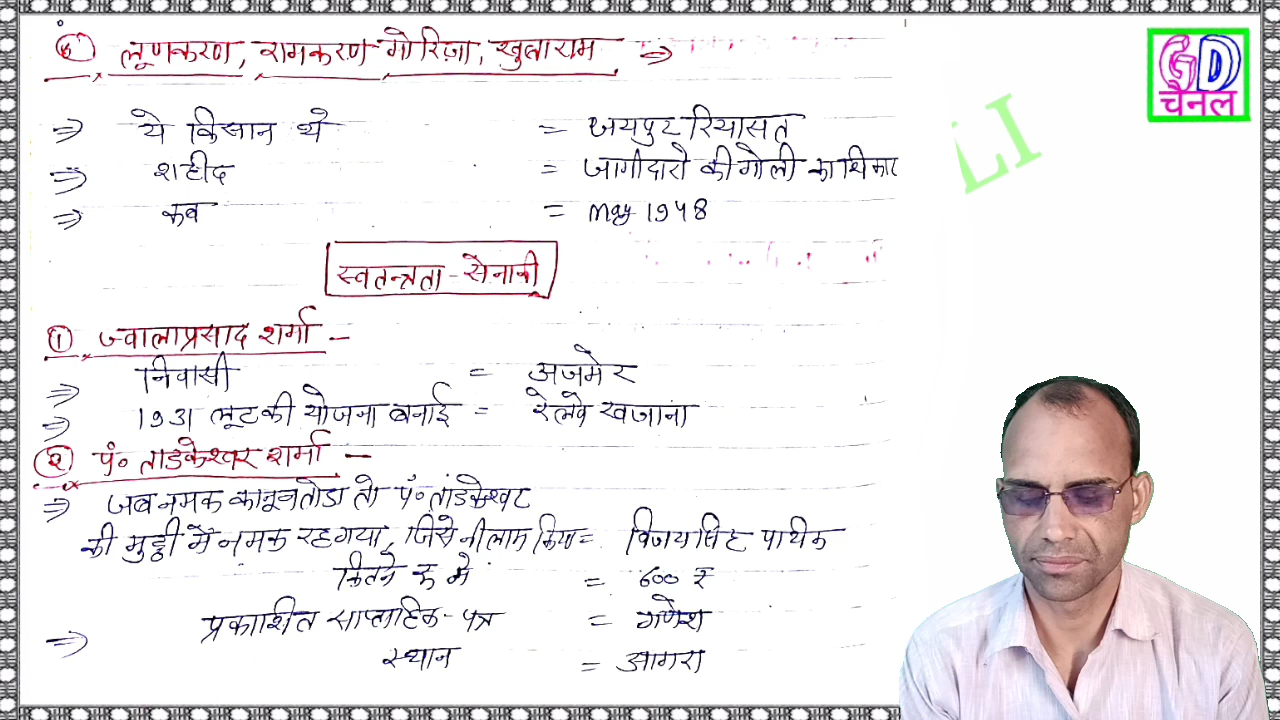 लूणकरण, रामकरण गोरिजा, खुताराम ⇒
GD
चैनल
LI
⇒ ये किसान थे = जयपुर रियासत
⇒ शहीद = जागीदारो की गोली का शिकार
⇒ कब = May 1948
स्वतन्त्रता - सेनानी
① ज्वालाप्रसाद शर्मा –
⇒ निवासी = अजमेर
⇒ 1931 लूट की योजना बनाई = रेलवे खजाना
② पं० ताडकेश्वर शर्मा –
⇒ जब नमक कानून तोडा तो पं० तांडकेश्वर
की मुट्ठी में नमक रह गया, जिसे नीलाम किया = विजयसिह पथिक
कितने रु मे = 600 ₹
⇒ प्रकाशित साप्ताहिक - पत्र = गणेश
स्थान = आगरा